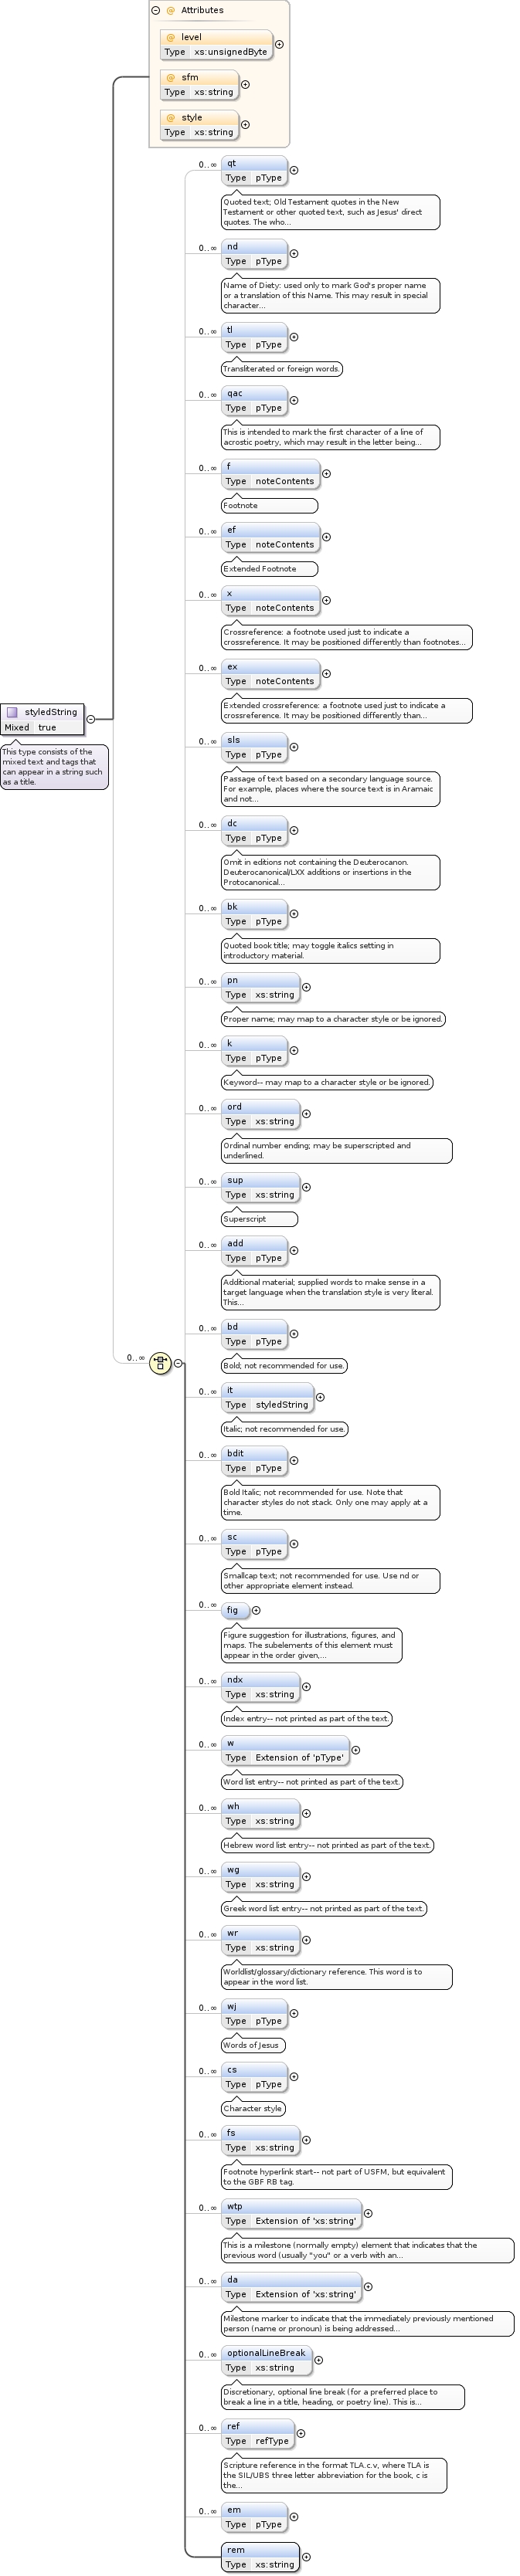 @ Attributes
@ level
Type xs:unsignedByte
@ sfm
Type xs:string
@ style
Type xs:string
0..∞ qt
Type pType
Quoted text; Old Testament quotes in the New
Testament or other quoted text, such as Jesus' direct
quotes. The who...
0..∞ nd
Type pType
Name of Diety: used only to mark God's proper name
or a translation of this Name. This may result in special
character...
0..∞ tl
Type pType
Transliterated or foreign words.
0..∞ qac
Type pType
This is intended to mark the first character of a line of
acrostic poetry, which may result in the letter being...
0..∞ f
Type noteContents
Footnote
0..∞ ef
Type noteContents
Extended Footnote
0..∞ x
Type noteContents
Crossreference: a footnote used just to indicate a
crossreference. It may be positioned differently than footnotes...
0..∞ ex
Type noteContents
Extended crossreference: a footnote used just to indicate a
crossreference. It may be positioned differently than...
styledString
Mixed true
This type consists of the
mixed text and tags that
can appear in a string such
as a title.
0..∞ sls
Type pType
Passage of text based on a secondary language source.
For example, places where the source text is in Aramaic
and not...
0..∞ dc
Type pType
Omit in editions not containing the Deuterocanon.
Deuterocanonical/LXX additions or insertions in the
Protocanonical...
0..∞ bk
Type pType
Quoted book title; may toggle italics setting in
introductory material.
0..∞ pn
Type xs:string
Proper name; may map to a character style or be ignored.
0..∞ k
Type pType
Keyword-- may map to a character style or be ignored.
0..∞ ord
Type xs:string
Ordinal number ending; may be superscripted and
underlined.
0..∞ sup
Type xs:string
Superscript
0..∞ add
Type pType
Additional material; supplied words to make sense in a
target language when the translation style is very literal.
This...
0..∞ bd
Type pType
Bold; not recommended for use.
0..∞
0..∞ it
Type styledString
Italic; not recommended for use.
0..∞ bdit
Type pType
Bold Italic; not recommended for use. Note that
character styles do not stack. Only one may apply at a
time.
0..∞ sc
Type pType
Smallcap text; not recommended for use. Use nd or
other appropriate element instead.
0..∞ fig
Figure suggestion for illustrations, figures, and
maps. The subelements of this element must
appear in the order given,...
0..∞ ndx
Type xs:string
Index entry-- not printed as part of the text.
0..∞ w
Type Extension of 'pType'
Word list entry-- not printed as part of the text.
0..∞ wh
Type xs:string
Hebrew word list entry-- not printed as part of the text.
0..∞ wg
Type xs:string
Greek word list entry-- not printed as part of the text.
0..∞ wr
Type xs:string
Worldlist/glossary/dictionary reference. This word is to
appear in the word list.
0..∞ wj
Type pType
Words of Jesus
0..∞ cs
Type pType
Character style
0..∞ fs
Type xs:string
Footnote hyperlink start-- not part of USFM, but equivalent
to the GBF RB tag.
0..∞ wtp
Type Extension of 'xs:string'
This is a milestone (normally empty) element that indicates that the
previous word (usually "you" or a verb with an...
0..∞ da
Type Extension of 'xs:string'
Milestone marker to indicate that the immediately previously mentioned
person (name or pronoun) is being addressed...
0..∞ optionalLineBreak
Type xs:string
Discretionary, optional line break (for a preferred place to
break a line in a title, heading, or poetry line). This is...
0..∞ ref
Type refType
Scripture reference in the format TLA.c.v, where TLA is
the SIL/UBS three letter abbreviation for the book, c is
the...
0..∞ em
Type pType
rem
Type xs:string